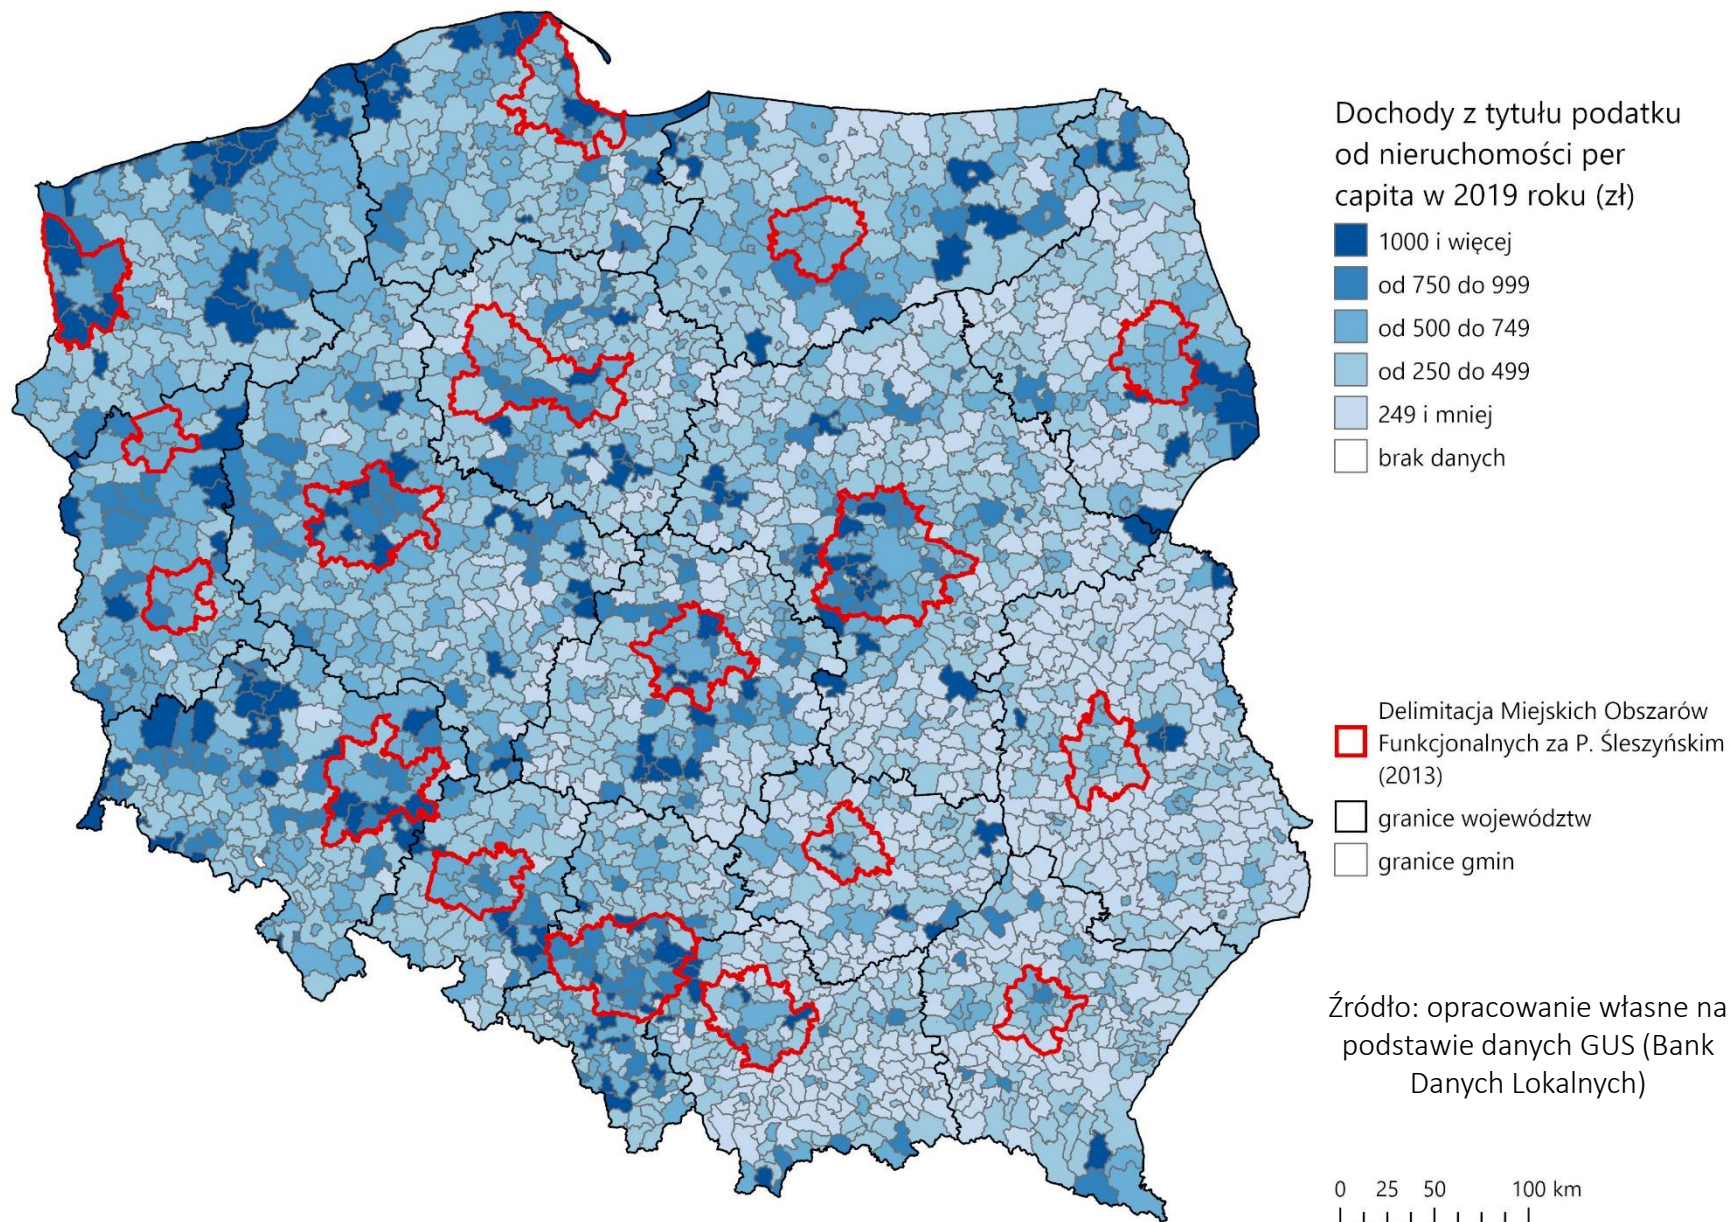 Dochody z tytułu podatku
od nieruchomości per
capita w 2019 roku (zł)
1000 i więcej
od 750 do 999
od 500 do 749
od 250 do 499
249 i mniej
brak danych
Delimitacja Miejskich Obszarów
Funkcjonalnych za P. Śleszyńskim
(2013)
granice województw
granice gmin
Źródło: opracowanie własne na
podstawie danych GUS (Bank
Danych Lokalnych)
0 25 50 100 km